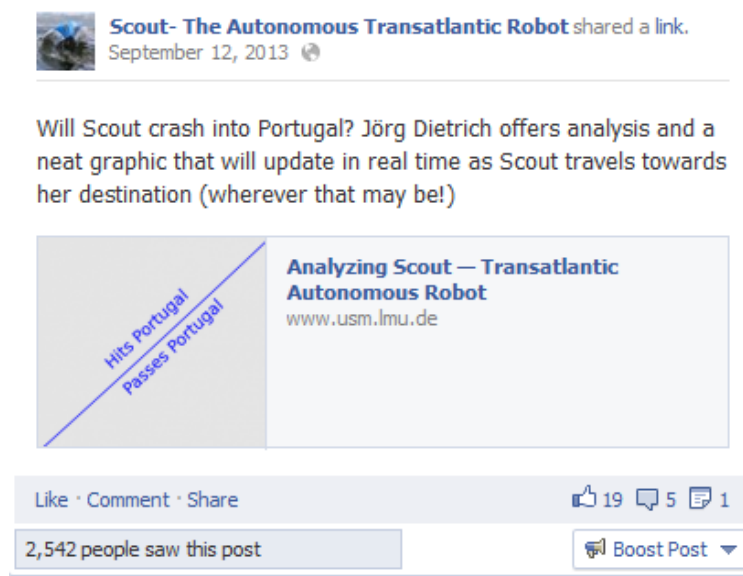 Scout- The Autonomous Transatlantic Robot shared a link.
September 12, 2013
Will Scout crash into Portugal? Jörg Dietrich offers analysis and a
neat graphic that will update in real time as Scout travels towards
her destination (wherever that may be!)
Hits Portugal
Passes Portugal
Analyzing Scout — Transatlantic
Autonomous Robot
www.usm.lmu.de
Like · Comment · Share 19 5 1
2,542 people saw this post Boost Post